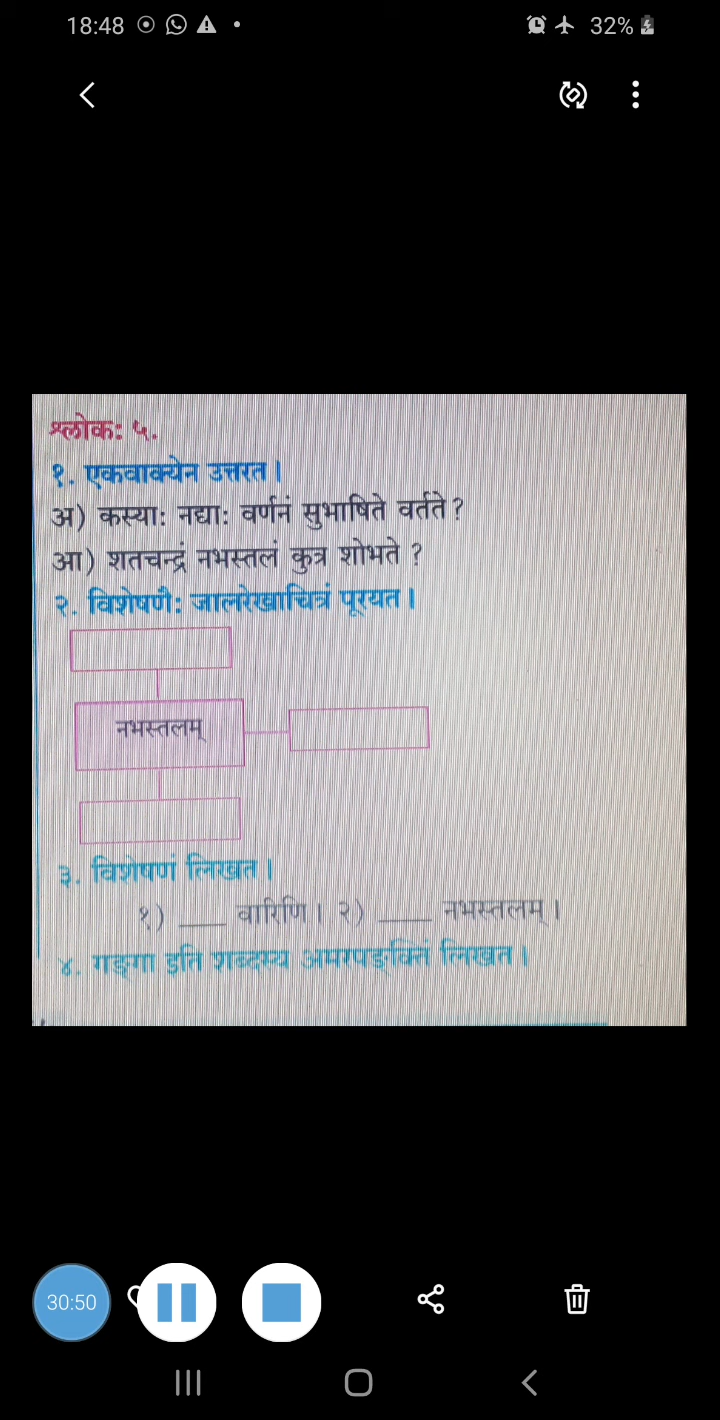 18:48
32%
श्लोकः ५.
१. एकवाक्येन उत्तरत।
अ) कस्याः नद्याः वर्णनं सुभाषिते वर्तते?
आ) शतचन्द्रं नभस्तलं कुत्र शोभते ?
२. विशेषणैः जालरेखाचित्रं पूरयत।
नभस्तलम्
३. विशेषणं लिखत।
१) ____ वारिणि। २) ____ नभस्तलम्।
४. गङ्गा इति शब्दस्य अमरपङ्क्तिं लिखत।
30:50